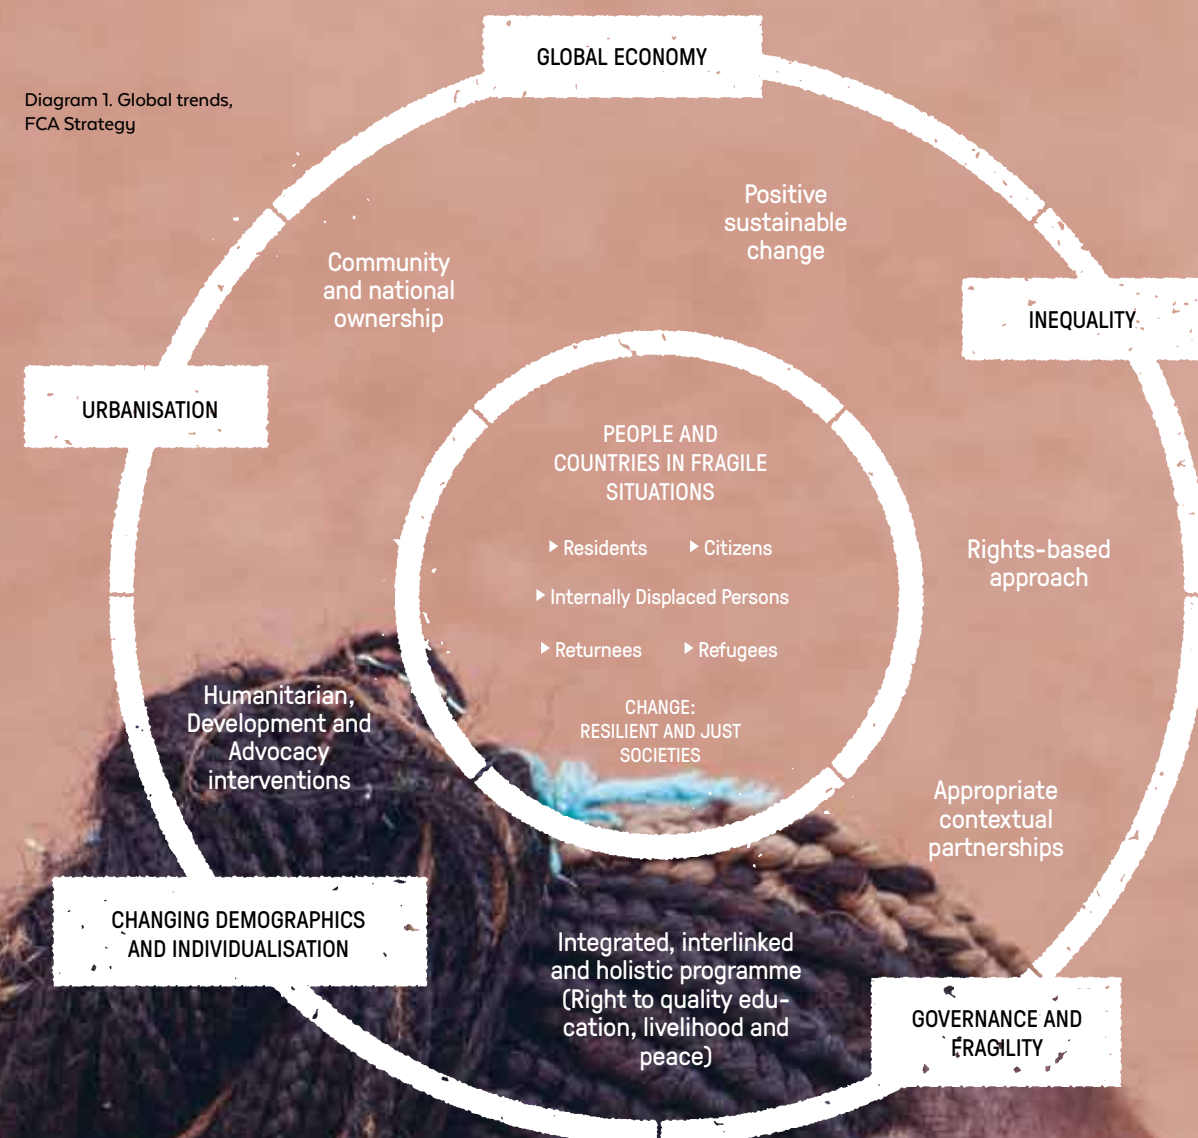 Diagram 1. Global trends,
FCA Strategy
GLOBAL ECONOMY
Positive
sustainable
change
Community
and national
ownership
INEQUALITY
URBANISATION
PEOPLE AND
COUNTRIES IN FRAGILE
SITUATIONS
Residents
Citizens
Internally Displaced Persons
Returnees
Refugees
CHANGE:
RESILIENT AND JUST
SOCIETIES
Rights-based
approach
Humanitarian,
Development and
Advocacy
interventions
Appropriate
contextual
partnerships
CHANGING DEMOGRAPHICS
AND INDIVIDUALISATION
Integrated, interlinked
and holistic programme
(Right to quality edu-
cation, livelihood and
peace)
GOVERNANCE AND
FRAGILITY